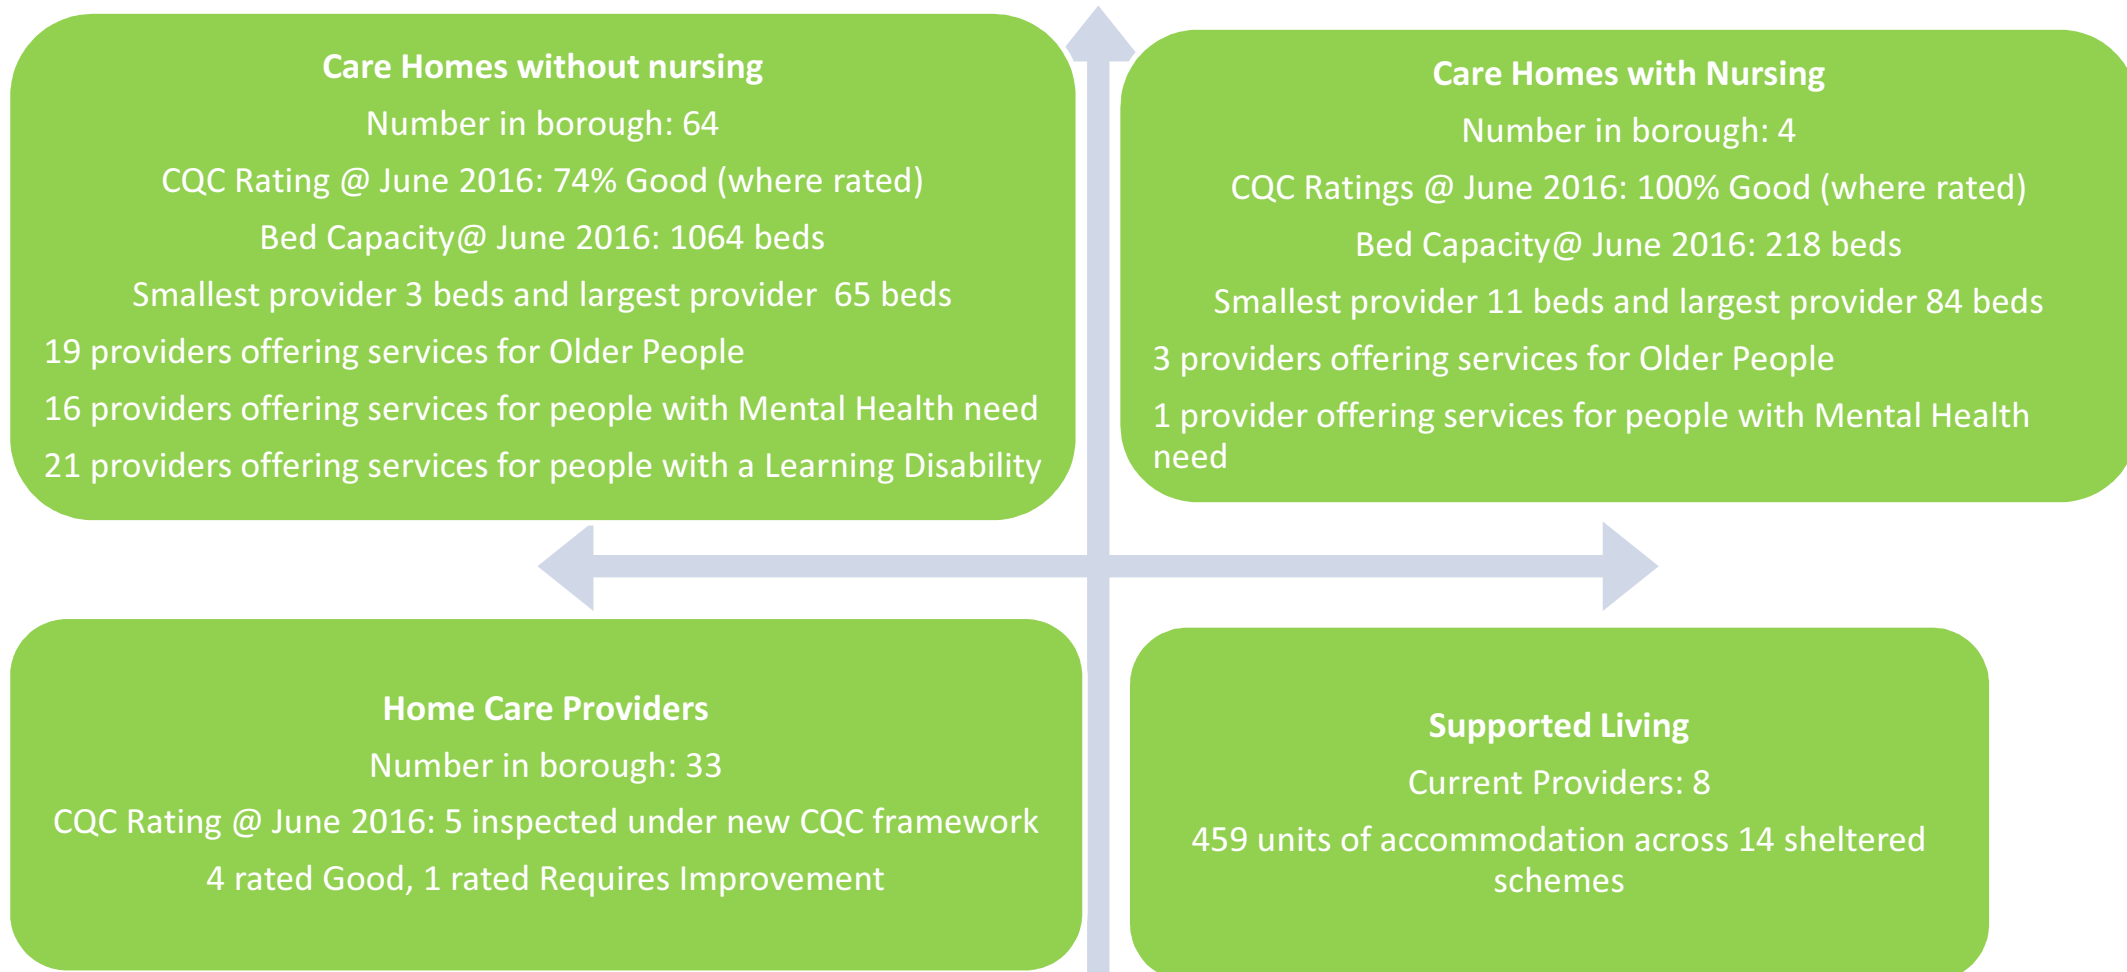 Care Homes without nursing
Number in borough: 64
CQC Rating @ June 2016: 74% Good (where rated)
Bed Capacity@ June 2016: 1064 beds
Smallest provider 3 beds and largest provider  65 beds
19 providers offering services for Older People
16 providers offering services for people with Mental Health need
21 providers offering services for people with a Learning Disability
Care Homes with Nursing
Number in borough: 4
CQC Ratings @ June 2016: 100% Good (where rated)
Bed Capacity@ June 2016: 218 beds
Smallest provider 11 beds and largest provider 84 beds
3 providers offering services for Older People
1 provider offering services for people with Mental Health
need
Home Care Providers
Number in borough: 33
CQC Rating @ June 2016: 5 inspected under new CQC framework
4 rated Good, 1 rated Requires Improvement
Supported Living
Current Providers: 8
459 units of accommodation across 14 sheltered
schemes